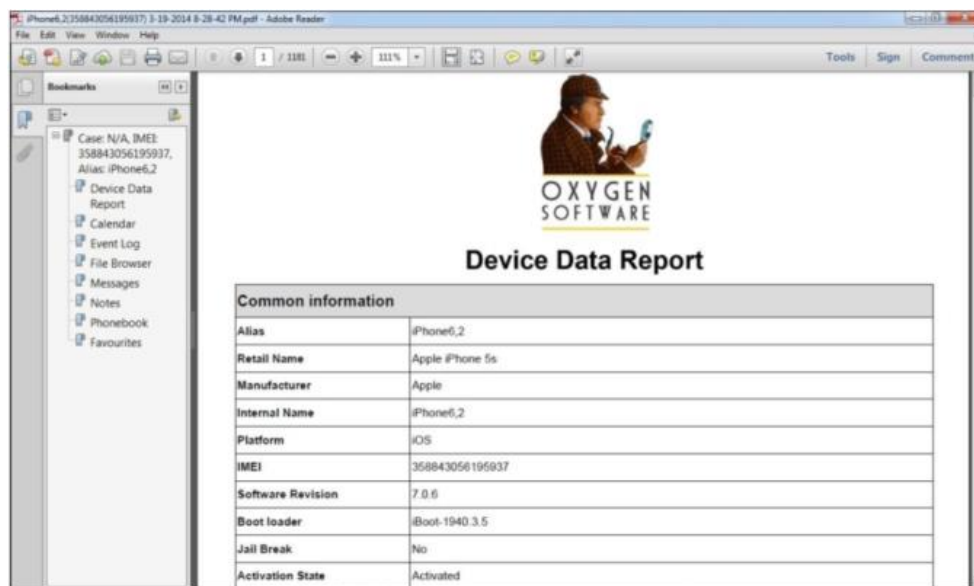 iPhone6,2(358843056195937) 3-19-2014 8-28-42 PM.pdf - Adobe Reader
File Edit View Window Help
1 / 1181 111% Tools Sign Comment
Bookmarks
Case: N/A, IMEI:
358843056195937,
Alias: iPhone6,2
Device Data
Report
Calendar
Event Log
File Browser
Messages
Notes
Phonebook
Favourites
OXYGEN
SOFTWARE
Device Data Report
Common information
Alias iPhone6,2
Retail Name Apple iPhone 5s
Manufacturer Apple
Internal Name iPhone6,2
Platform iOS
IMEI 358843056195937
Software Revision 7.0.6
Boot loader iBoot-1940.3.5
Jail Break No
Activation State Activated